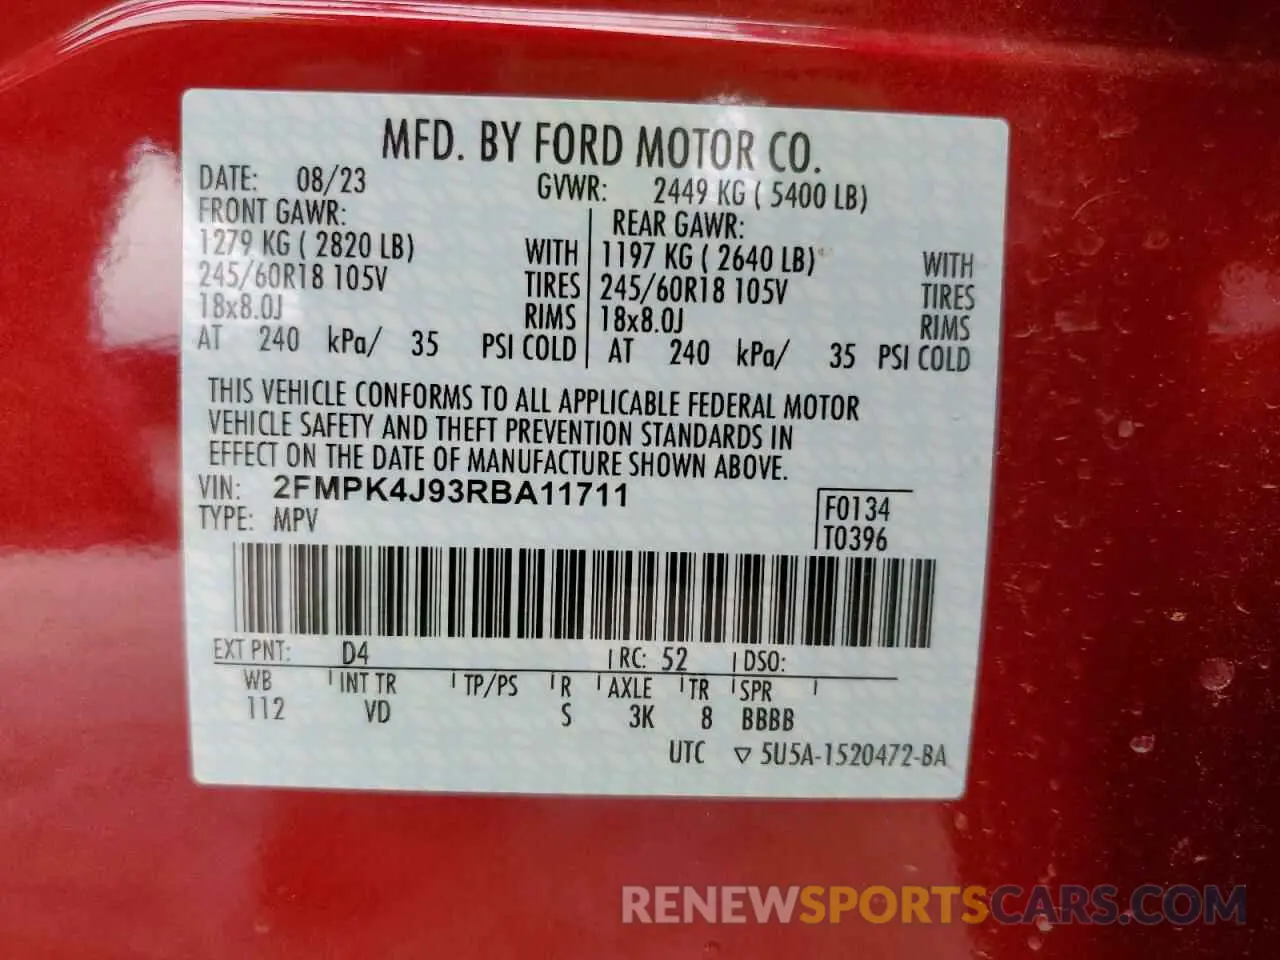 MFD. BY FORD MOTOR CO.
DATE: 08/23 GVWR: 2449 KG ( 5400 LB)
FRONT GAWR: REAR GAWR:
1279 KG ( 2820 LB) WITH 1197 KG ( 2640 LB) WITH
245/60R18 105V TIRES 245/60R18 105V TIRES
18x8.0J RIMS 18x8.0J RIMS
AT 240 kPa/ 35 PSI COLD AT 240 kPa/ 35 PSI COLD
THIS VEHICLE CONFORMS TO ALL APPLICABLE FEDERAL MOTOR
VEHICLE SAFETY AND THEFT PREVENTION STANDARDS IN
EFFECT ON THE DATE OF MANUFACTURE SHOWN ABOVE.
VIN: 2FMPK4J93RBA11711 F0134
TYPE: MPV T0396
EXT PNT: D4 RC: 52 DSO:
WB INT TR TP/PS R AXLE TR SPR
112 VD S 3K 8 BBBB
UTC ▽ 5U5A-1520472-BA
RENEWSPORTSCARS.COM